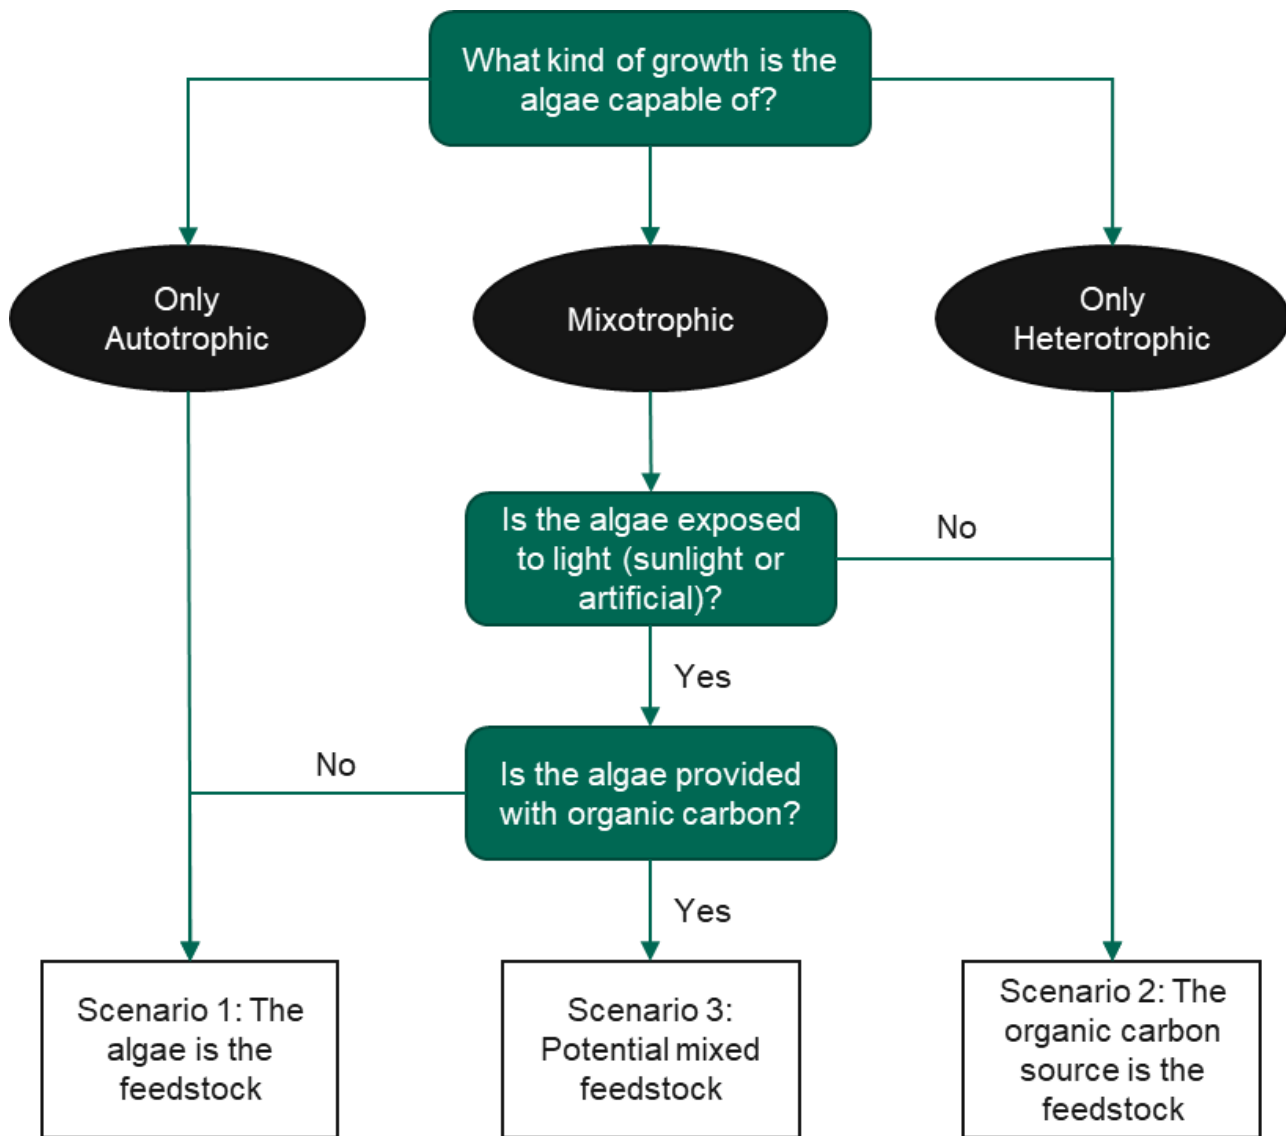 What kind of growth is the
algae capable of?
Only
Autotrophic
Mixotrophic
Only
Heterotrophic
Is the algae exposed
to light (sunlight or
artificial)?
No
Yes
No
Is the algae provided
with organic carbon?
Yes
Scenario 1: The
algae is the
feedstock
Scenario 3:
Potential mixed
feedstock
Scenario 2: The
organic carbon
source is the
feedstock